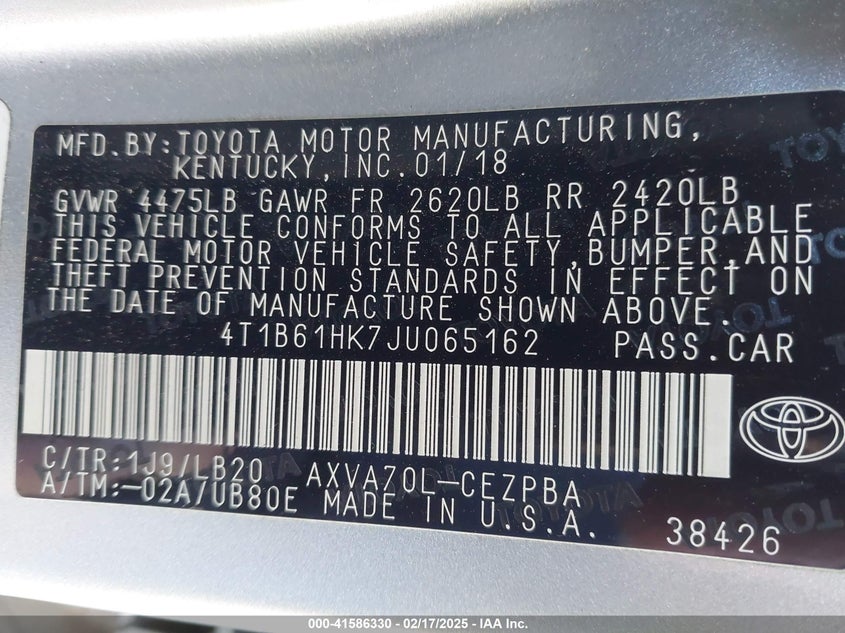 MFD.BY:TOYOTA MOTOR MANUFACTURING,
KENTUCKY,INC.01/18
GVWR 4475LB GAWR FR 2620LB RR 2420LB
THIS VEHICLE CONFORMS TO ALL APPLICABLE
FEDERAL MOTOR VEHICLE SAFETY,BUMPER,AND
THEFT PREVENTION STANDARDS IN EFFECT ON
THE DATE OF MANUFACTURE SHOWN ABOVE.
4T1B61HK7JU065162 PASS.CAR
C/TR:1J9/LB20 AXVA70L-CEZPBA
A/TM:-02A/UB80E MADE IN U.S.A.
38426
000-41586330 - 02/17/2025 - IAA Inc.